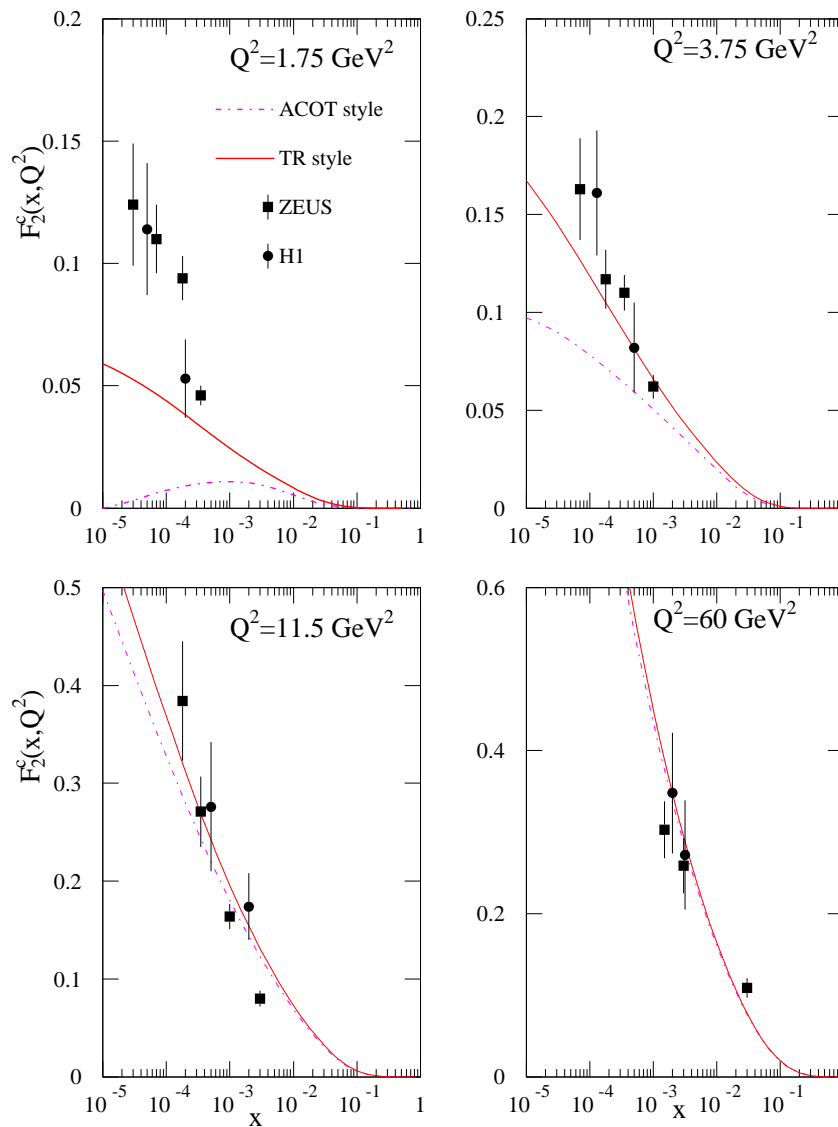 Q²=1.75 GeV²
ACOT style
TR style
ZEUS
H1
F₂ᶜ(x,Q²)
0.2
0.15
0.1
0.05
0
10⁻⁵ 10⁻⁴ 10⁻³ 10⁻² 10⁻¹ 1
Q²=3.75 GeV²
0.25
0.2
0.15
0.1
0.05
0
10⁻⁵ 10⁻⁴ 10⁻³ 10⁻² 10⁻¹
Q²=11.5 GeV²
F₂ᶜ(x,Q²)
0.5
0.4
0.3
0.2
0.1
0
10⁻⁵ 10⁻⁴ 10⁻³ 10⁻² 10⁻¹ 1
x
Q²=60 GeV²
0.6
0.4
0.2
0
10⁻⁵ 10⁻⁴ 10⁻³ 10⁻² 10⁻¹
x